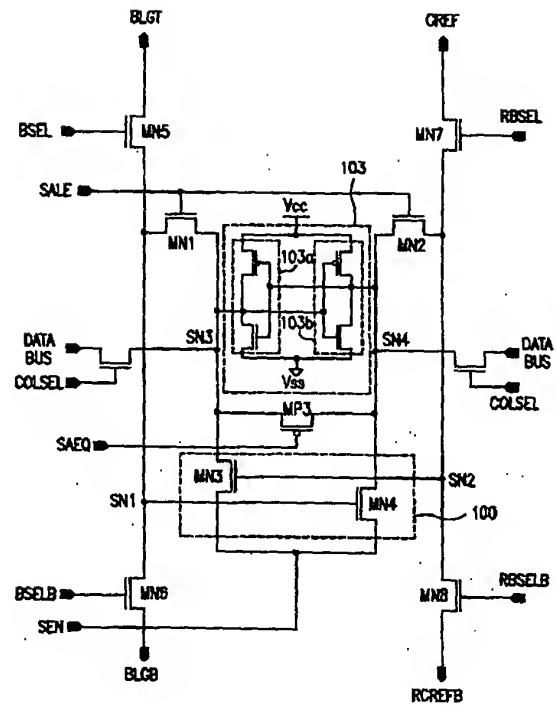 BLGT
CREF
BSEL
MN5
MN7
RBSEL
103
SALE
Vcc
MN1
MN2
103a
103b
DATA
BUS
SN3
SN4
DATA
BUS
COLSEL
COLSEL
Vss
MP3
SAEQ
MN3
SN2
SN1
MN4
100
BSELB
MN6
MN8
RBSELB
SEN
BLGB
RCREFB